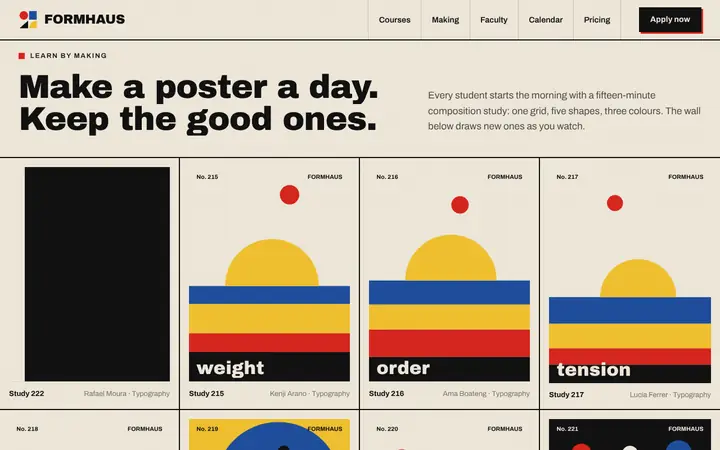 FORMHAUS
Courses
Making
Faculty
Calendar
Pricing
Apply now
LEARN BY MAKING
Make a poster a day.
Keep the good ones.
Every student starts the morning with a fifteen-minute
composition study: one grid, five shapes, three colours. The wall
below draws new ones as you watch.
Study 222
Rafael Moura · Typography
No. 215
FORMHAUS
weight
Study 215
Kenji Arano · Typography
No. 216
FORMHAUS
order
Study 216
Ama Boateng · Typography
No. 217
FORMHAUS
tension
Study 217
Lucia Ferrer · Typography
No. 218
FORMHAUS
No. 219
FORMHAUS
No. 220
FORMHAUS
No. 221
FORMHAUS